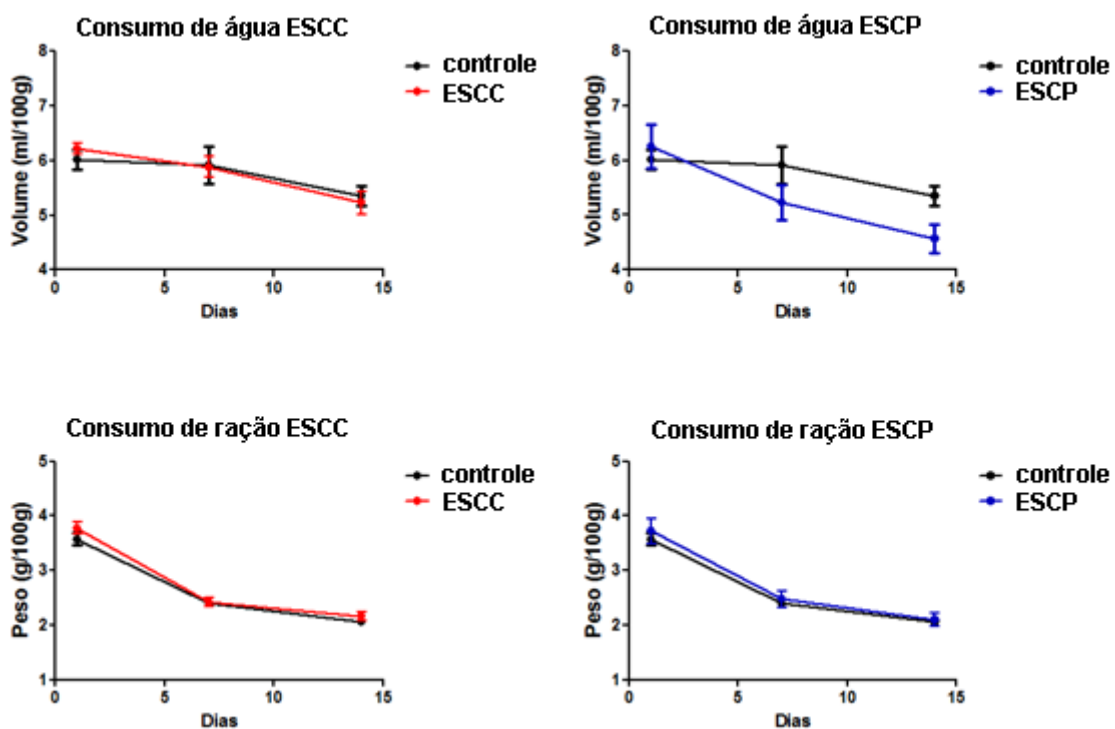 Consumo de água ESCC
8
7
6
5
4
Volume (ml/100g)
0
5
10
15
Dias
controle
ESCC
Consumo de água ESCP
8
7
6
5
4
Volume (ml/100g)
0
5
10
15
Dias
controle
ESCP
Consumo de ração ESCC
5
4
3
2
1
Peso (g/100g)
0
5
10
15
Dias
controle
ESCC
Consumo de ração ESCP
5
4
3
2
1
Peso (g/100g)
0
5
10
15
Dias
controle
ESCP